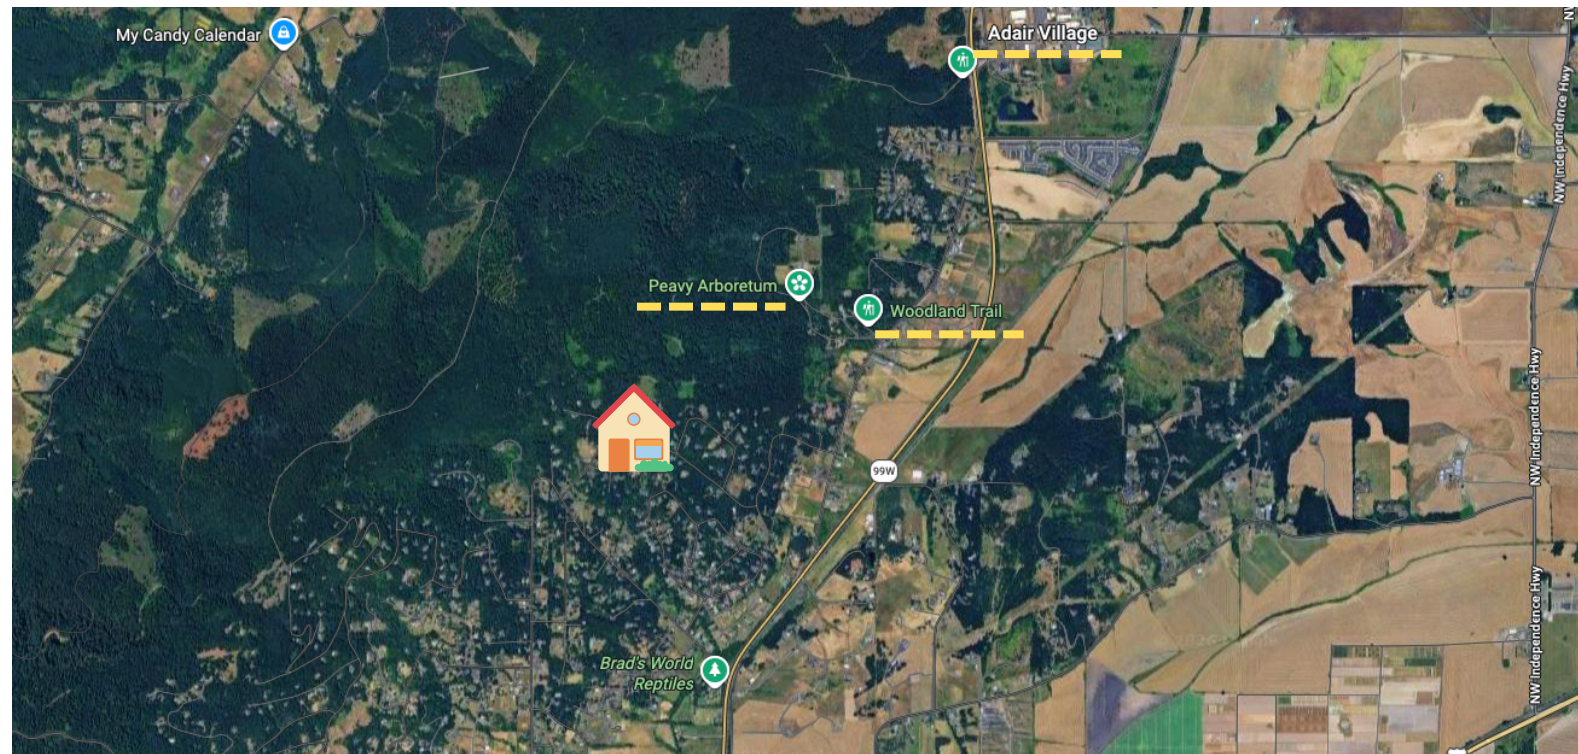 My Candy Calendar
Adair Village
NW Independence Hwy
Peavy Arboretum
Woodland Trail
NW Independence Hwy
99W
NW Independence Hwy
Brad's World
Reptiles